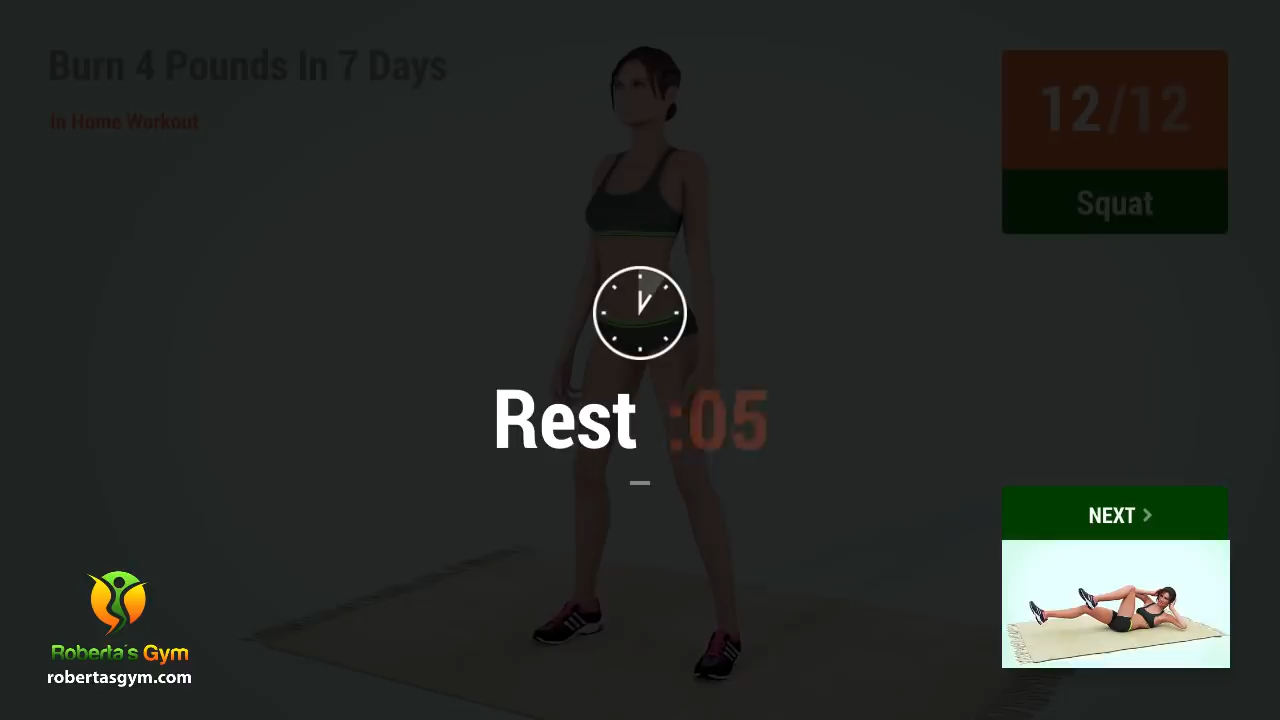 Burn 4 Pounds In 7 Days
In Home Workout
12/12
Squat
Rest :05
NEXT >
Roberta´s Gym
robertasgym.com